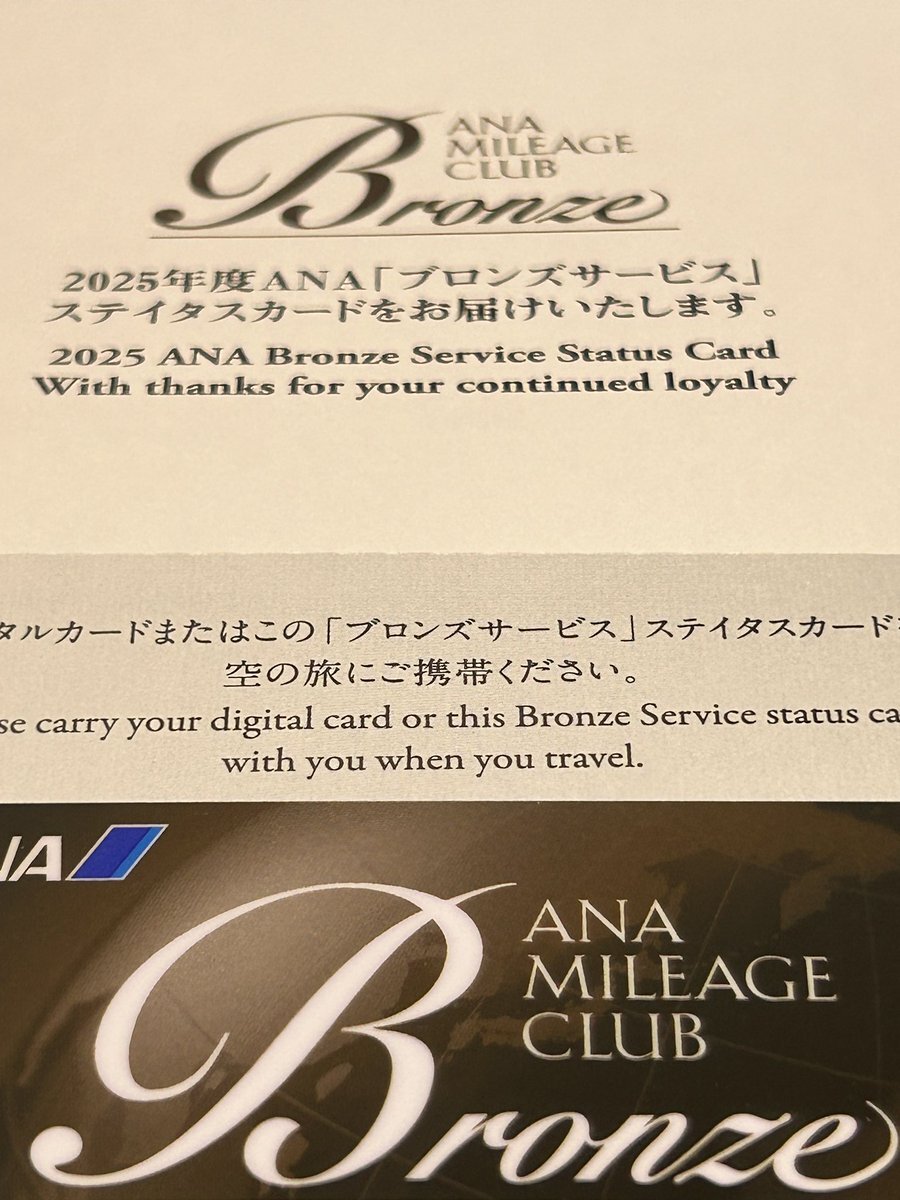 ANA
MILEAGE
CLUB
Bronze
2025年度ANA「ブロンズサービス」
ステイタスカードをお届けいたします。
2025 ANA Bronze Service Status Card
With thanks for your continued loyalty
タルカードまたはこの「ブロンズサービス」ステイタスカード
空の旅にご携帯ください。
se carry your digital card or this Bronze Service status ca
with you when you travel.
NA
ANA
MILEAGE
CLUB
Bronze